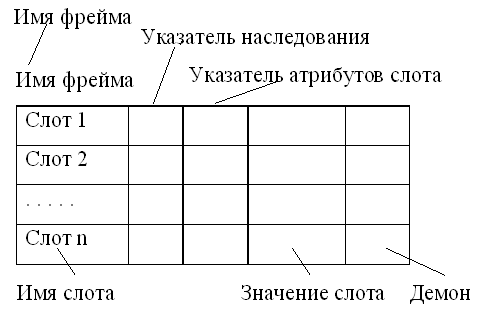 Имя фрейма
Указатель наследования
Имя фрейма
Указатель атрибутов слота
Слот 1
Слот 2
. . . . .
Слот n
Имя слота
Значение слота
Демон